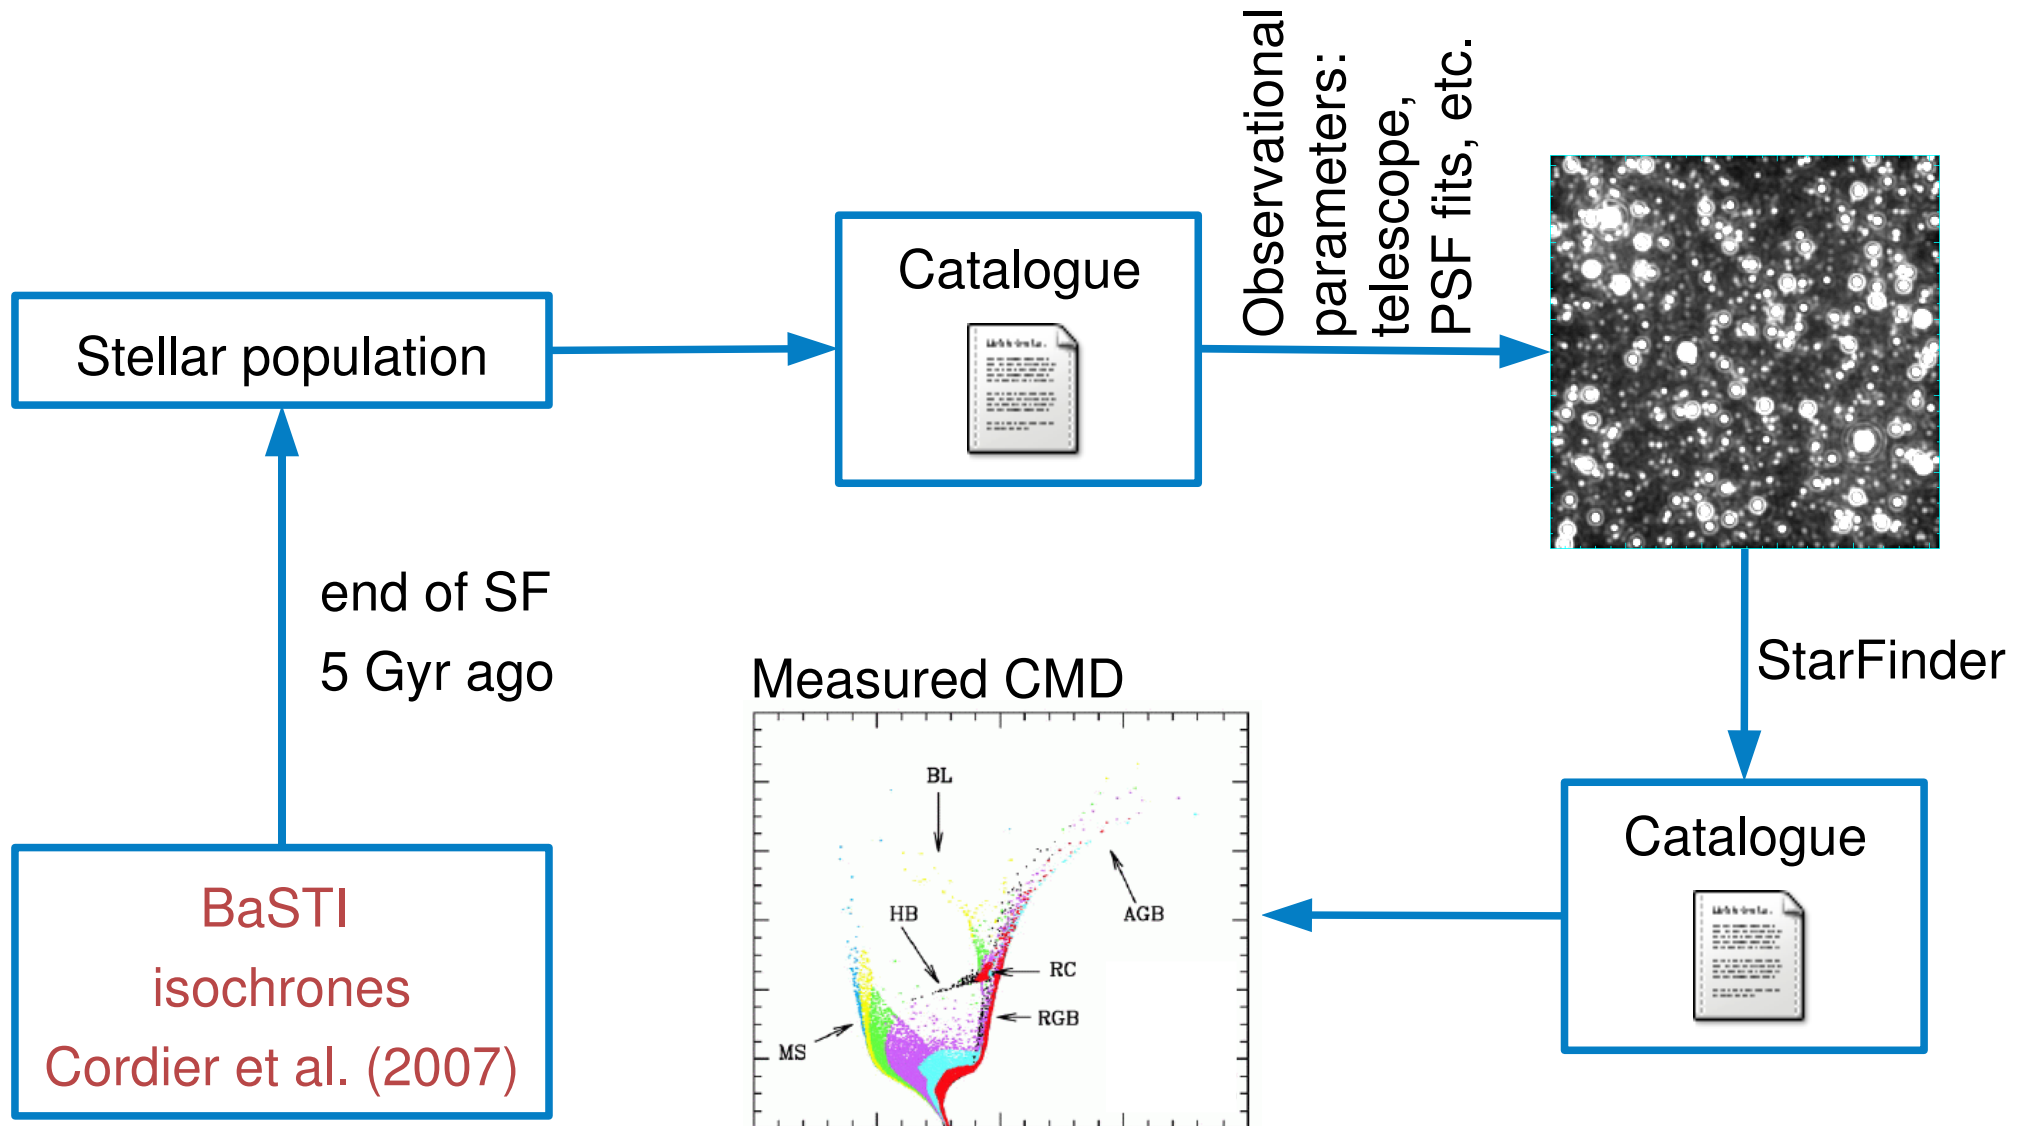 Observational
parameters:
telescope,
PSF fits, etc.
Catalogue
Stellar population
end of SF
5 Gyr ago
StarFinder
Measured CMD
BL
HB
AGB
RC
RGB
MS
Catalogue
BaSTI
isochrones
Cordier et al. (2007)